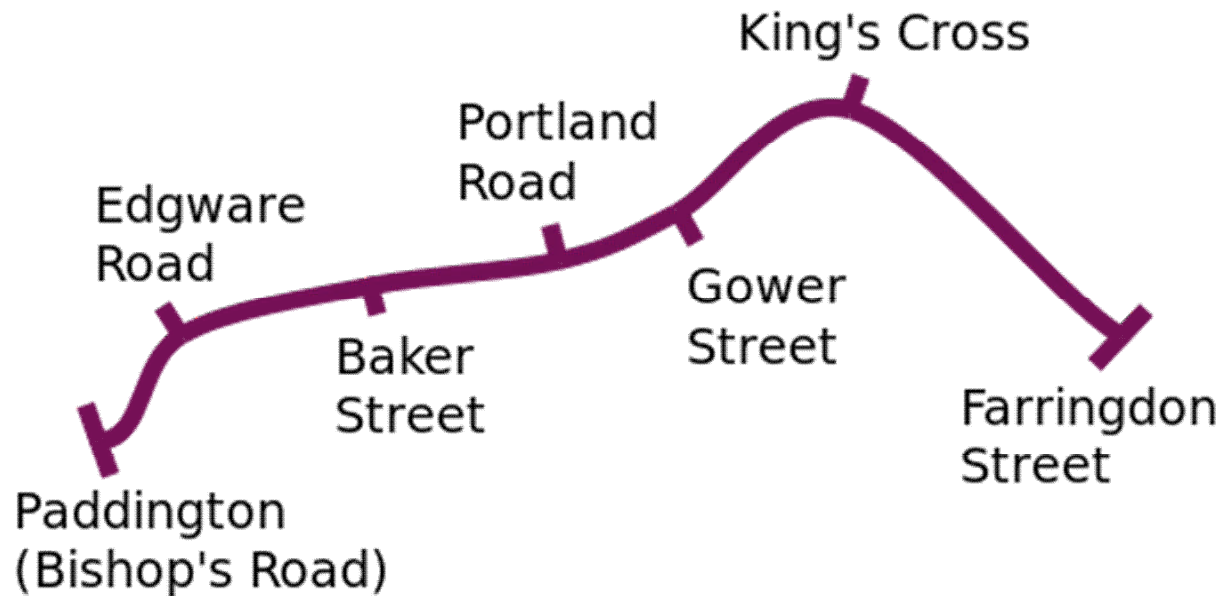 King's Cross
Portland
Road
Edgware
Road
Gower
Street
Baker
Street
Farringdon
Street
Paddington
(Bishop's Road)